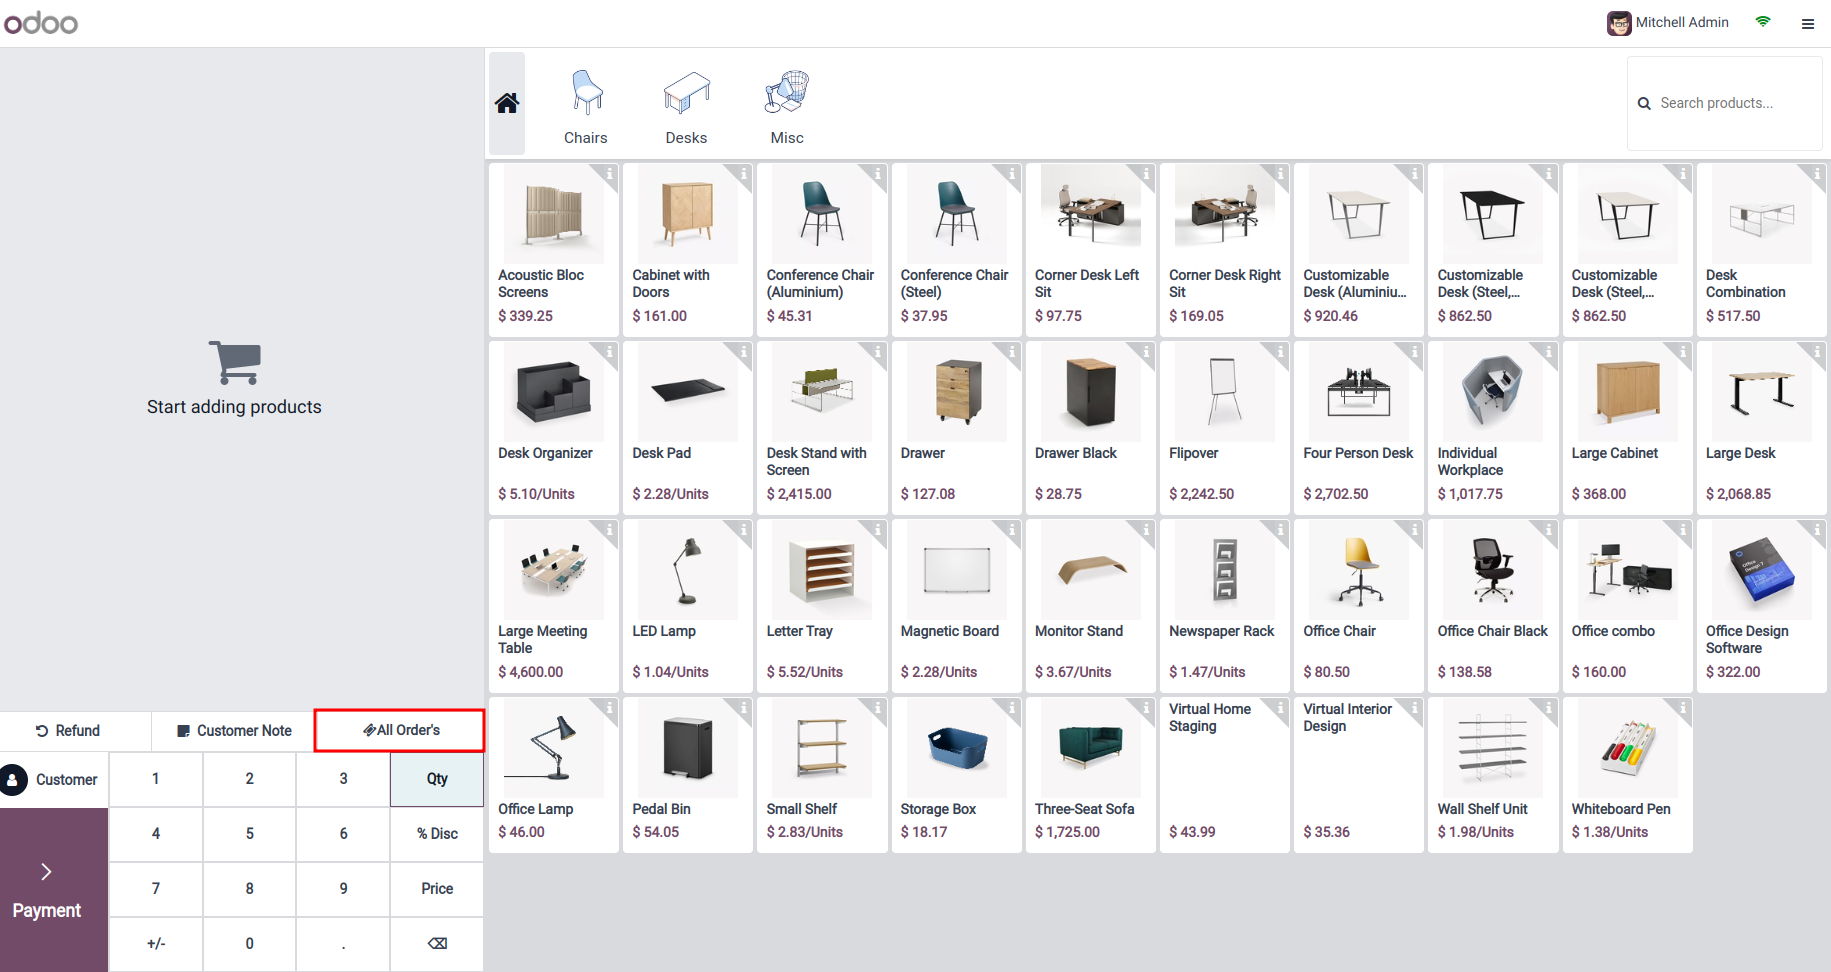 odoo
Mitchell Admin
Chairs
Desks
Misc
Search products...
Start adding products
Acoustic Bloc
Screens
$ 339.25
Cabinet with
Doors
$ 161.00
Conference Chair
(Aluminium)
$ 45.31
Conference Chair
(Steel)
$ 37.95
Corner Desk Left
Sit
$ 97.75
Corner Desk Right
Sit
$ 169.05
Customizable
Desk (Aluminiu...
$ 920.46
Customizable
Desk (Steel,...
$ 862.50
Customizable
Desk (Steel,...
$ 862.50
Desk
Combination
$ 517.50
Desk Organizer
$ 5.10/Units
Desk Pad
$ 2.28/Units
Desk Stand with
Screen
$ 2,415.00
Drawer
$ 127.08
Drawer Black
$ 28.75
Flipover
$ 2,242.50
Four Person Desk
$ 2,702.50
Individual
Workplace
$ 1,017.75
Large Cabinet
$ 368.00
Large Desk
$ 2,068.85
Large Meeting
Table
$ 4,600.00
LED Lamp
$ 1.04/Units
Letter Tray
$ 5.52/Units
Magnetic Board
$ 2.28/Units
Monitor Stand
$ 3.67/Units
Newspaper Rack
$ 1.47/Units
Office Chair
$ 80.50
Office Chair Black
$ 138.58
Office combo
$ 160.00
Office
Design 7
Office Design
Software
$ 322.00
Office Lamp
$ 46.00
Pedal Bin
$ 54.05
Small Shelf
$ 2.83/Units
Storage Box
$ 18.17
Three-Seat Sofa
$ 1,725.00
Virtual Home
Staging
$ 43.99
Virtual Interior
Design
$ 35.36
Wall Shelf Unit
$ 1.98/Units
Whiteboard Pen
$ 1.38/Units
Refund
Customer Note
All Order's
Customer
1
2
3
Qty
4
5
6
% Disc
7
8
9
Price
+/-
0
.
Payment